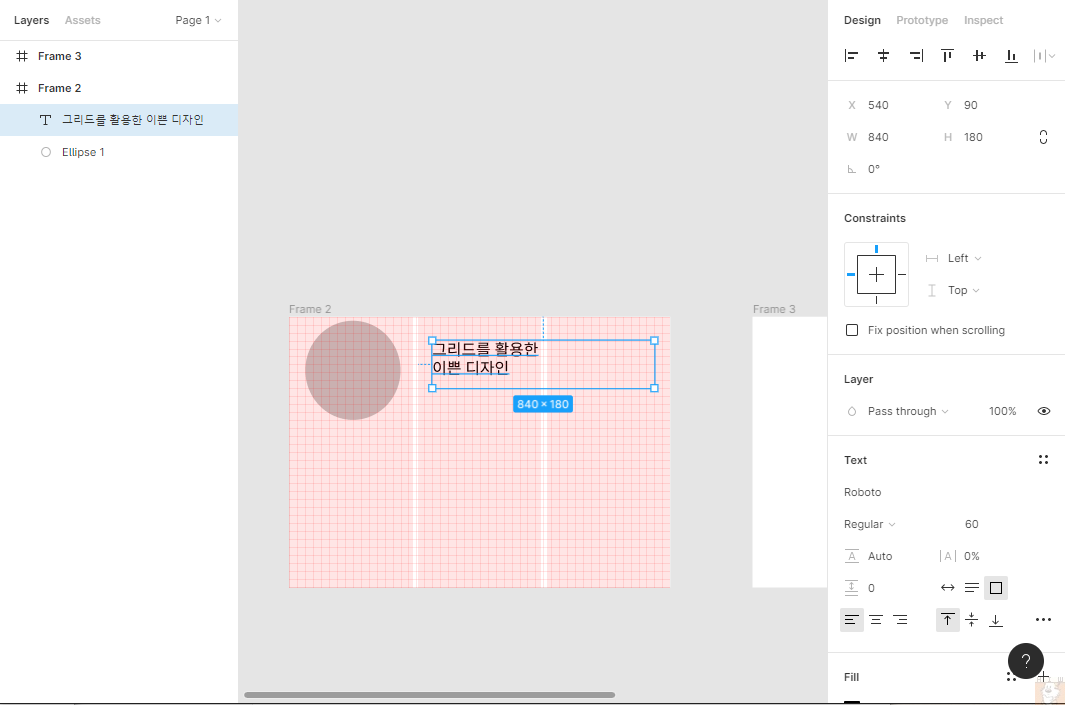 Layers Assets Page 1
Frame 3
Frame 2
그리드를 활용한 이쁜 디자인
Ellipse 1
Frame 2
그리드를 활용한
이쁜 디자인
840 × 180
Frame 3
Design Prototype Inspect
X 540 Y 90
W 840 H 180
0°
Constraints
Left
Top
Fix position when scrolling
Layer
Pass through 100%
Text
Roboto
Regular 60
A Auto |A| 0%
0
?
Fill